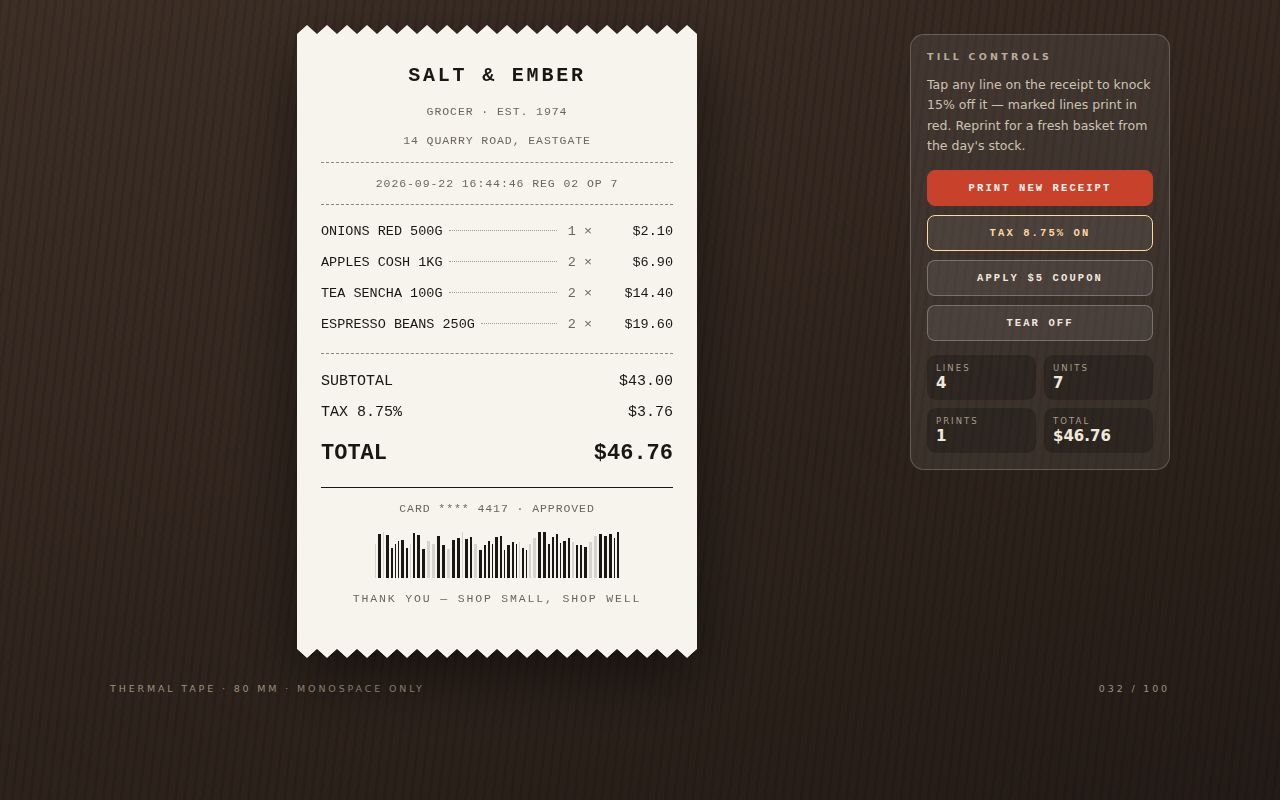 SALT & EMBER
GROCER · EST. 1974
14 QUARRY ROAD, EASTGATE
2026-09-22 16:44:46 REG 02 OP 7
ONIONS RED 500G 1 × $2.10
APPLES COSH 1KG 2 × $6.90
TEA SENCHA 100G 2 × $14.40
ESPRESSO BEANS 250G 2 × $19.60
SUBTOTAL $43.00
TAX 8.75% $3.76
TOTAL $46.76
CARD **** 4417 · APPROVED
THANK YOU — SHOP SMALL, SHOP WELL
TILL CONTROLS
Tap any line on the receipt to knock
15% off it — marked lines print in
red. Reprint for a fresh basket from
the day's stock.
PRINT NEW RECEIPT
TAX 8.75% ON
APPLY $5 COUPON
TEAR OFF
LINES UNITS
4 7
PRINTS TOTAL
1 $46.76
THERMAL TAPE · 80 MM · MONOSPACE ONLY
032 / 100